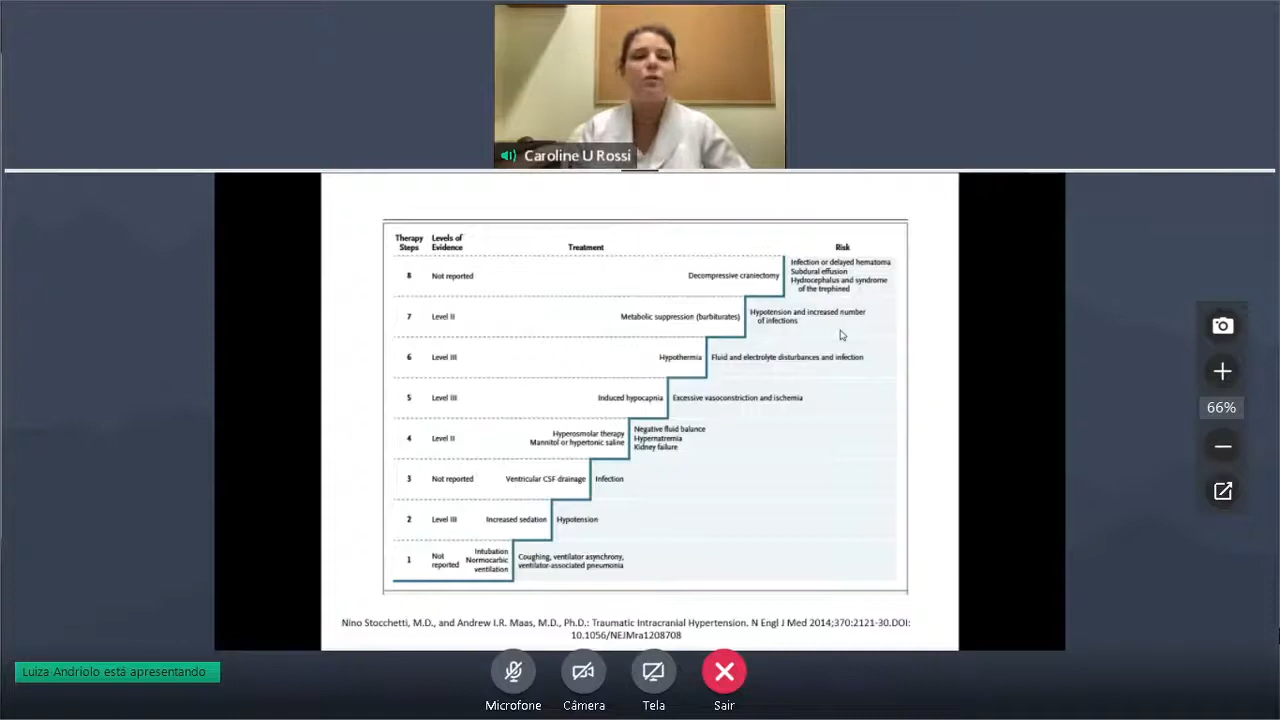 Caroline U Rossi
Therapy Steps
Levels of Evidence
Treatment
Risk
8
Not reported
Decompressive craniectomy
Infection or delayed hematoma
Subdural effusion
Hydrocephalus and syndrome
of the trephined
7
Level II
Metabolic suppression (barbiturates)
Hypotension and increased number
of infections
6
Level III
Hypothermia
Fluid and electrolyte disturbances and infection
5
Level III
Induced hypocapnia
Excessive vasoconstriction and ischemia
4
Level II
Hyperosmolar therapy
Mannitol or hypertonic saline
Negative fluid balance
Hypernatremia
Kidney failure
3
Not reported
Ventricular CSF drainage
Infection
2
Level III
Increased sedation
Hypotension
1
Not
reported
Intubation
Normocarbic
ventilation
Coughing, ventilator asynchrony,
ventilator-associated pneumonia
Nino Stocchetti, M.D., and Andrew I.R. Maas, M.D., Ph.D.: Traumatic Intracranial Hypertension. N Engl J Med 2014;370:2121-30.DOI:
10.1056/NEJMra1208708
66%
Luiza Andriolo está apresentando
Microfone
Câmera
Tela
Sair